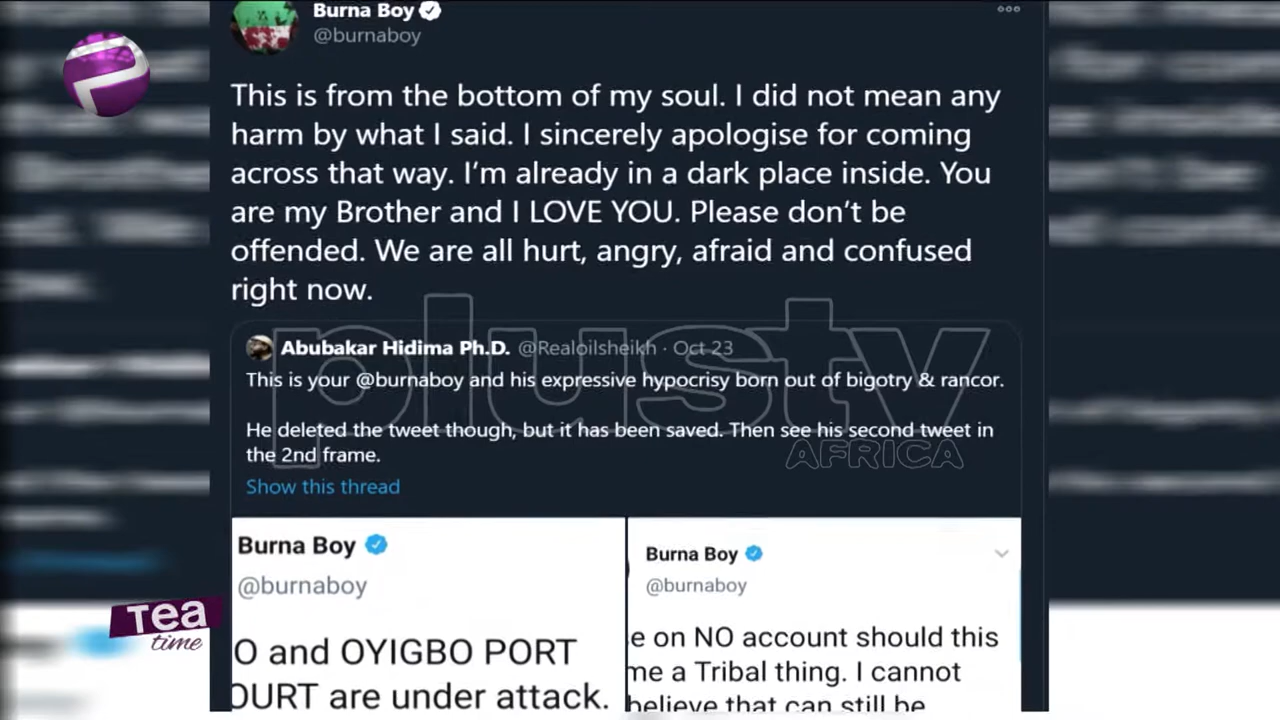 Burna Boy
@burnaboy
This is from the bottom of my soul. I did not mean any
harm by what I said. I sincerely apologise for coming
across that way. I'm already in a dark place inside. You
are my Brother and I LOVE YOU. Please don't be
offended. We are all hurt, angry, afraid and confused
right now.
Abubakar Hidima Ph.D. @Realoilsheikh · Oct 23
This is your @burnaboy and his expressive hypocrisy born out of bigotry & rancor.
He deleted the tweet though, but it has been saved. Then see his second tweet in
the 2nd frame.
Show this thread
plustv
AFRICA
Burna Boy
@burnaboy
O and OYIGBO PORT
OURT are under attack.
Burna Boy
@burnaboy
e on NO account should this
me a Tribal thing. I cannot
believe that can still be
Tea
time